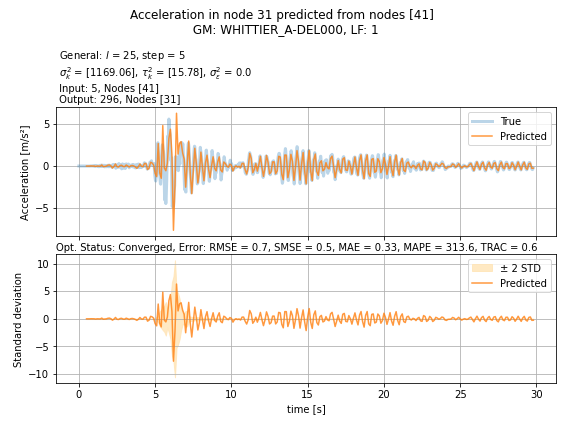 Acceleration in node 31 predicted from nodes [41]
GM: WHITTIER_A-DEL000, LF: 1
General: l = 25, step = 5
σ²ₖ = [1169.06], τ²ₖ = [15.78], σ²_ε = 0.0
Input: 5, Nodes [41]
Output: 296, Nodes [31]
Acceleration [m/s²]
5
0
−5
True
Predicted
Opt. Status: Converged, Error: RMSE = 0.7, SMSE = 0.5, MAE = 0.33, MAPE = 313.6, TRAC = 0.6
Standard deviation
10
5
0
−5
−10
± 2 STD
Predicted
0 5 10 15 20 25 30
time [s]